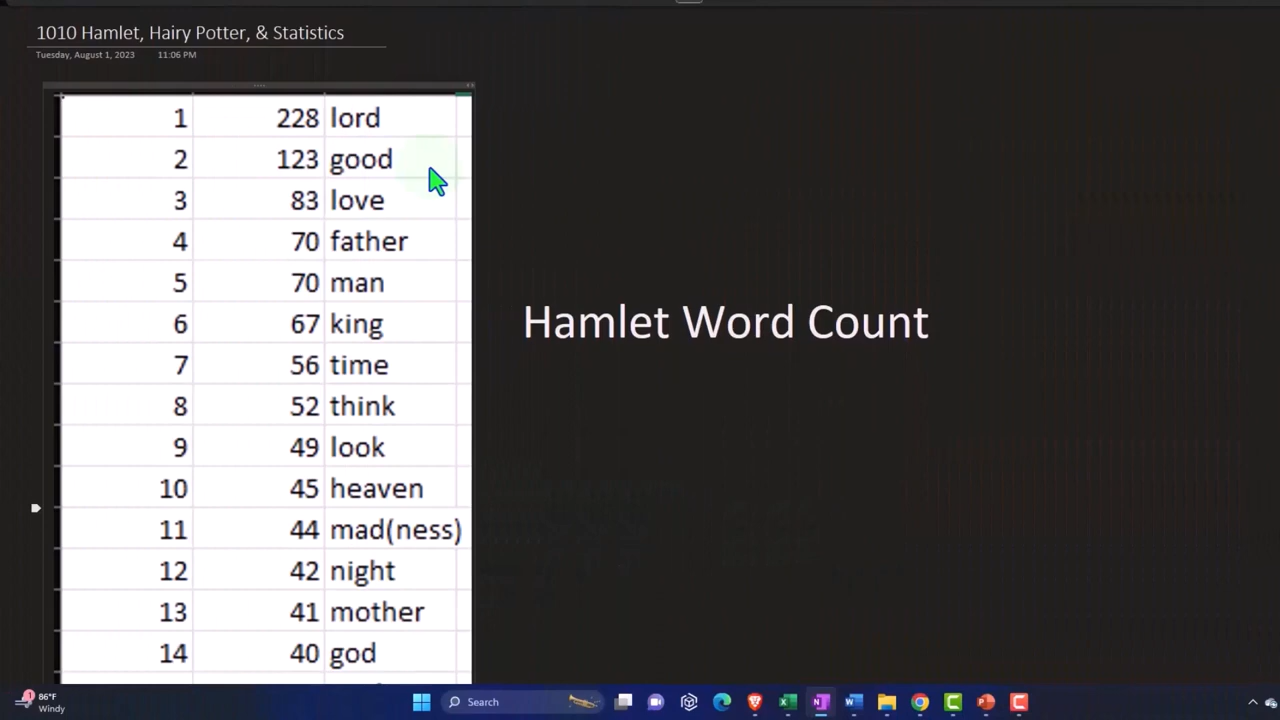 1010 Hamlet, Hairy Potter, & Statistics
Tuesday, August 1, 2023 11:06 PM
1 228 lord
2 123 good
3 83 love
4 70 father
5 70 man
6 67 king
7 56 time
8 52 think
9 49 look
10 45 heaven
11 44 mad(ness)
12 42 night
13 41 mother
14 40 god
Hamlet Word Count
1
86°F
Windy
Search